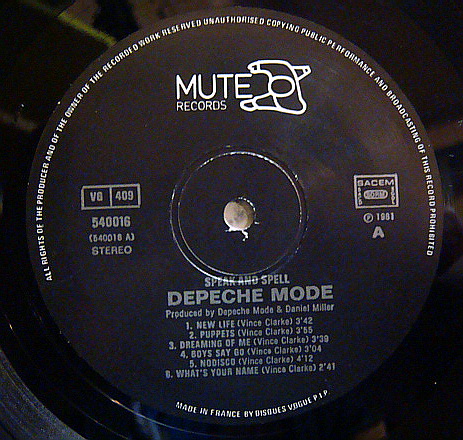 ALL RIGHTS OF THE PRODUCER AND OF THE OWNER OF THE RECORDED WORK RESERVED UNAUTHORISED COPYING PUBLIC PERFORMANCE AND BROADCASTING OF THIS RECORD PROHIBITED
MUTE
RECORDS
VG 409
540016
(540016 A)
STEREO
SACEM
SDRM
℗ 1981
A
SPEAK AND SPELL
DEPECHE MODE
Produced by Depeche Mode & Daniel Miller
1. NEW LIFE (Vince Clarke) 3'42
2. PUPPETS (Vince Clarke) 3'55
3. DREAMING OF ME (Vince Clarke) 3'39
4. BOYS SAY GO (Vince Clarke) 3'04
5. NODISCO (Vince Clarke) 4'12
6. WHAT'S YOUR NAME (Vince Clarke) 2'41
MADE IN FRANCE BY DISQUES VOGUE P.I.P.